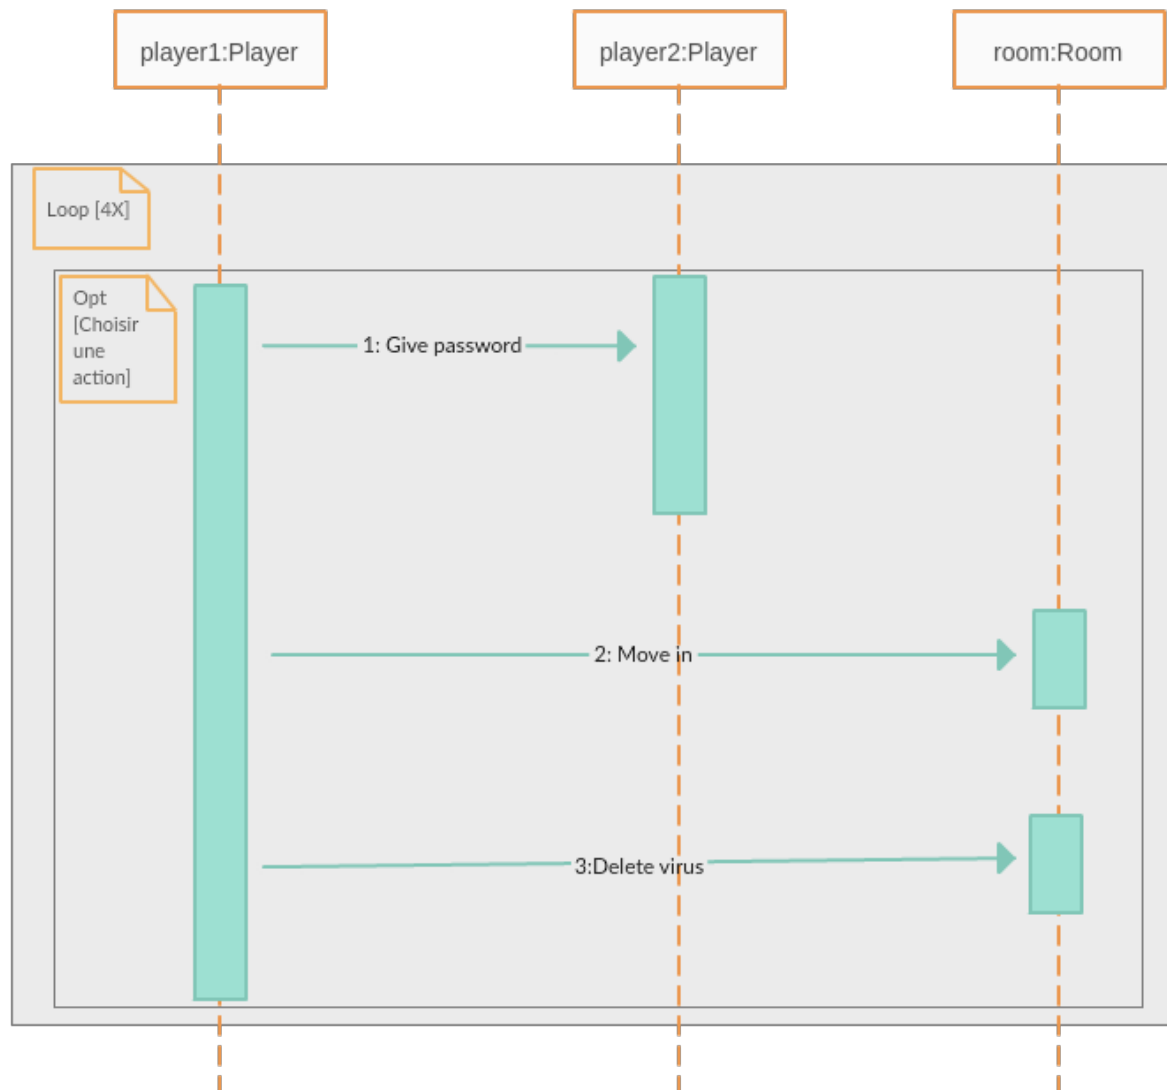 player1:Player
player2:Player
room:Room
Loop [4X]
Opt
[Choisir
une
action]
1: Give password
2: Move in
3:Delete virus